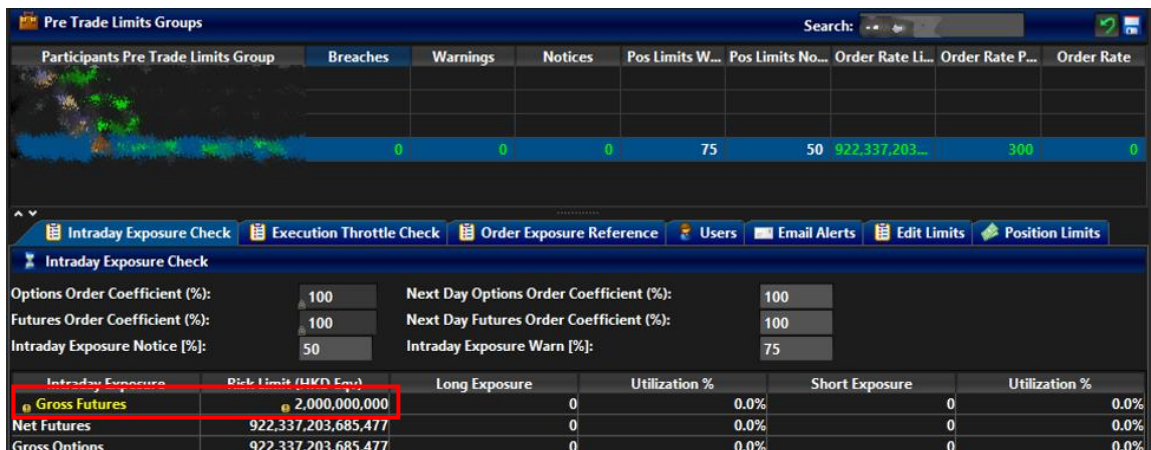 Pre Trade Limits Groups Search:
Participants Pre Trade Limits Group Breaches Warnings Notices Pos Limits W... Pos Limits No... Order Rate Li... Order Rate P... Order Rate
0 0 0 75 50 922,337,203... 300 0
Intraday Exposure Check Execution Throttle Check Order Exposure Reference Users Email Alerts Edit Limits Position Limits
Intraday Exposure Check
Options Order Coefficient (%): 100 Next Day Options Order Coefficient (%): 100
Futures Order Coefficient (%): 100 Next Day Futures Order Coefficient (%): 100
Intraday Exposure Notice [%]: 50 Intraday Exposure Warn [%]: 75
Intraday Exposure Risk Limit (HKD Eqv) Long Exposure Utilization % Short Exposure Utilization %
Gross Futures 2,000,000,000 0 0.0% 0 0.0%
Net Futures 922,337,203,685,477 0 0.0% 0 0.0%
Gross Options 922,337,203,685,477 0 0.0% 0 0.0%